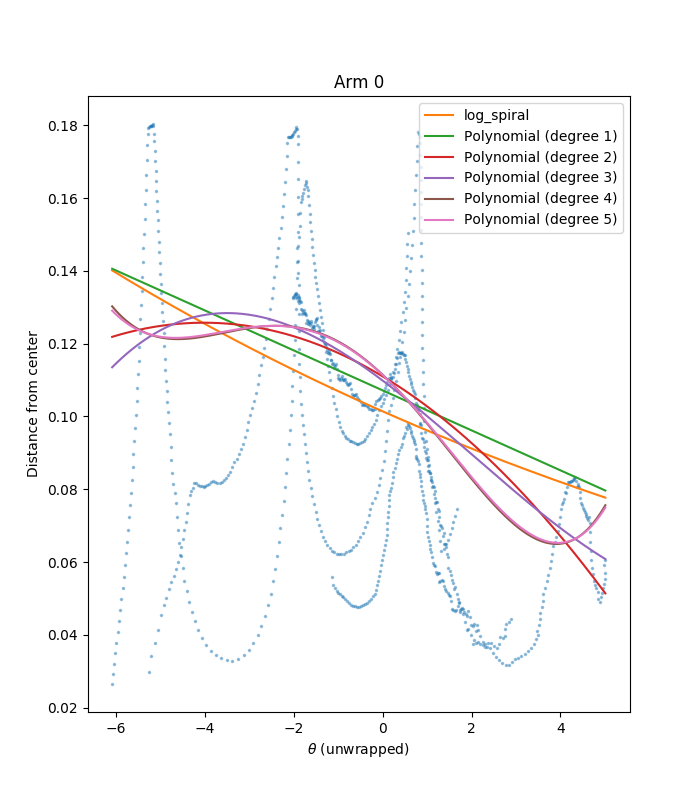 Arm 0
log_spiral
Polynomial (degree 1)
Polynomial (degree 2)
Polynomial (degree 3)
Polynomial (degree 4)
Polynomial (degree 5)
Distance from center
0.18
0.16
0.14
0.12
0.10
0.08
0.06
0.04
0.02
−6 −4 −2 0 2 4
θ (unwrapped)